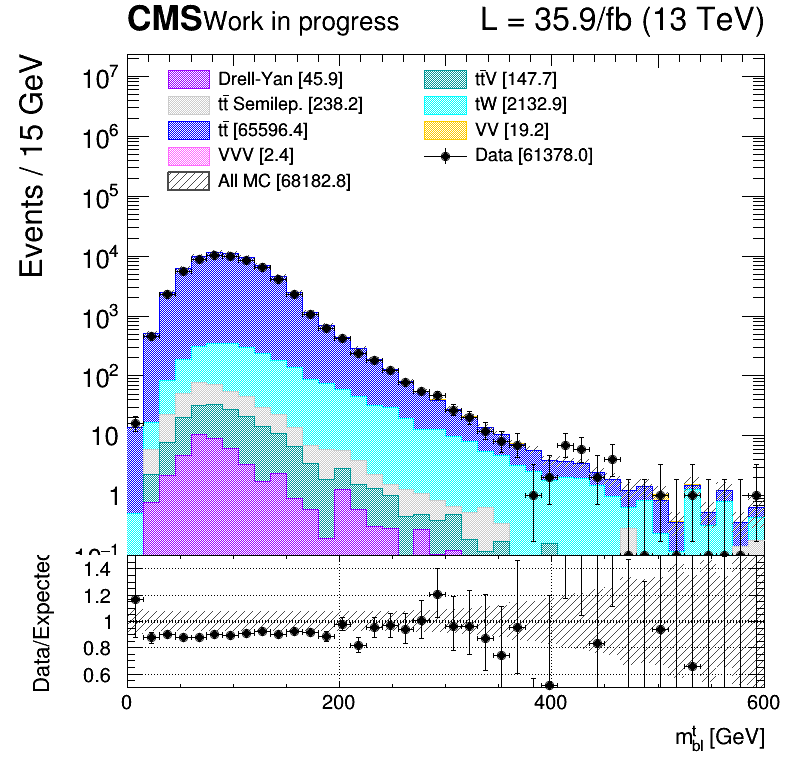 CMS Work in progress L = 35.9/fb (13 TeV)
Events / 15 GeV
10⁷
10⁶
10⁵
10⁴
10³
10²
10
1
10⁻¹
Drell-Yan [45.9]
tt̄ Semilep. [238.2]
tt̄ [65596.4]
VVV [2.4]
All MC [68182.8]
tt̄V [147.7]
tW [2132.9]
VV [19.2]
Data [61378.0]
Data/Expected
1.4
1.2
1
0.8
0.6
0 200 400 600
mᵗbl [GeV]